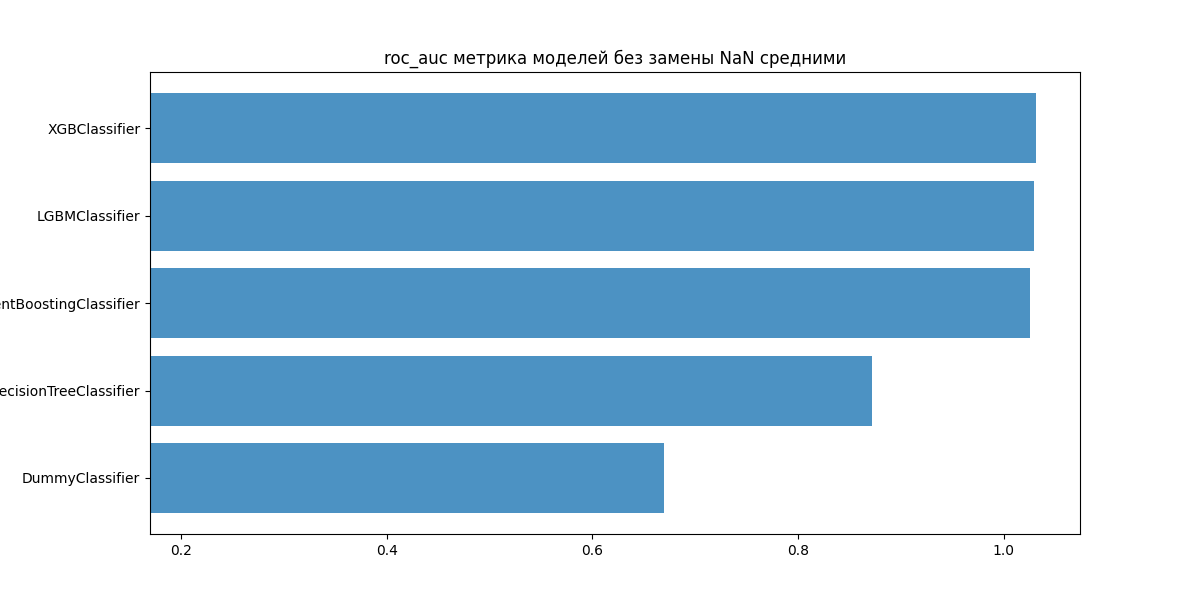 roc_auc метрика моделей без замены NaN средними
XGBClassifier
LGBMClassifier
ntBoostingClassifier
ecisionTreeClassifier
DummyClassifier
0.2 0.4 0.6 0.8 1.0